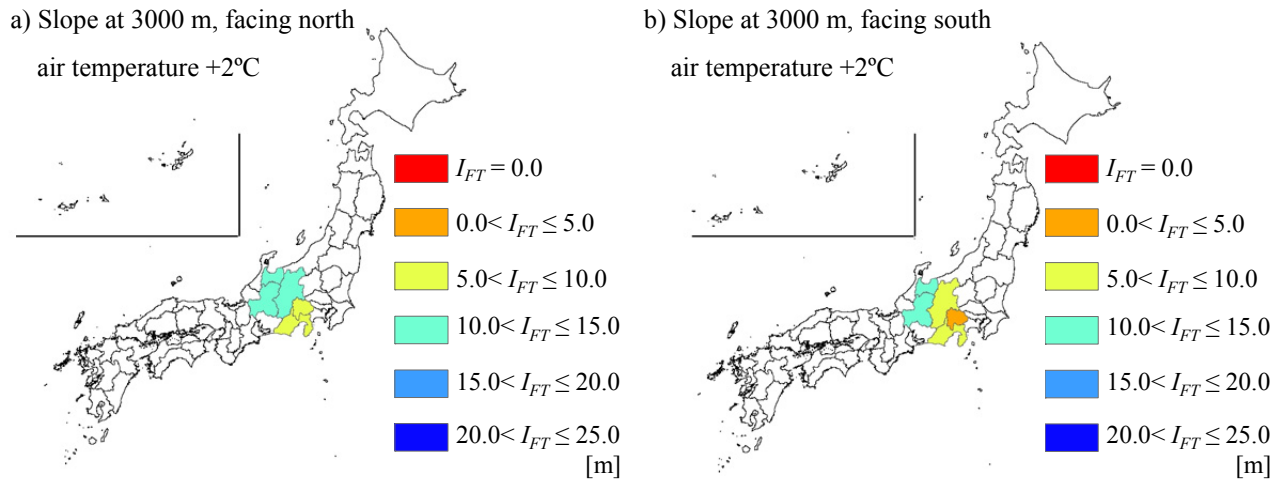 a) Slope at 3000 m, facing north
air temperature +2ºC
I_FT = 0.0
0.0< I_FT ≤ 5.0
5.0< I_FT ≤ 10.0
10.0< I_FT ≤ 15.0
15.0< I_FT ≤ 20.0
20.0< I_FT ≤ 25.0
[m]
b) Slope at 3000 m, facing south
air temperature +2ºC
I_FT = 0.0
0.0< I_FT ≤ 5.0
5.0< I_FT ≤ 10.0
10.0< I_FT ≤ 15.0
15.0< I_FT ≤ 20.0
20.0< I_FT ≤ 25.0
[m]